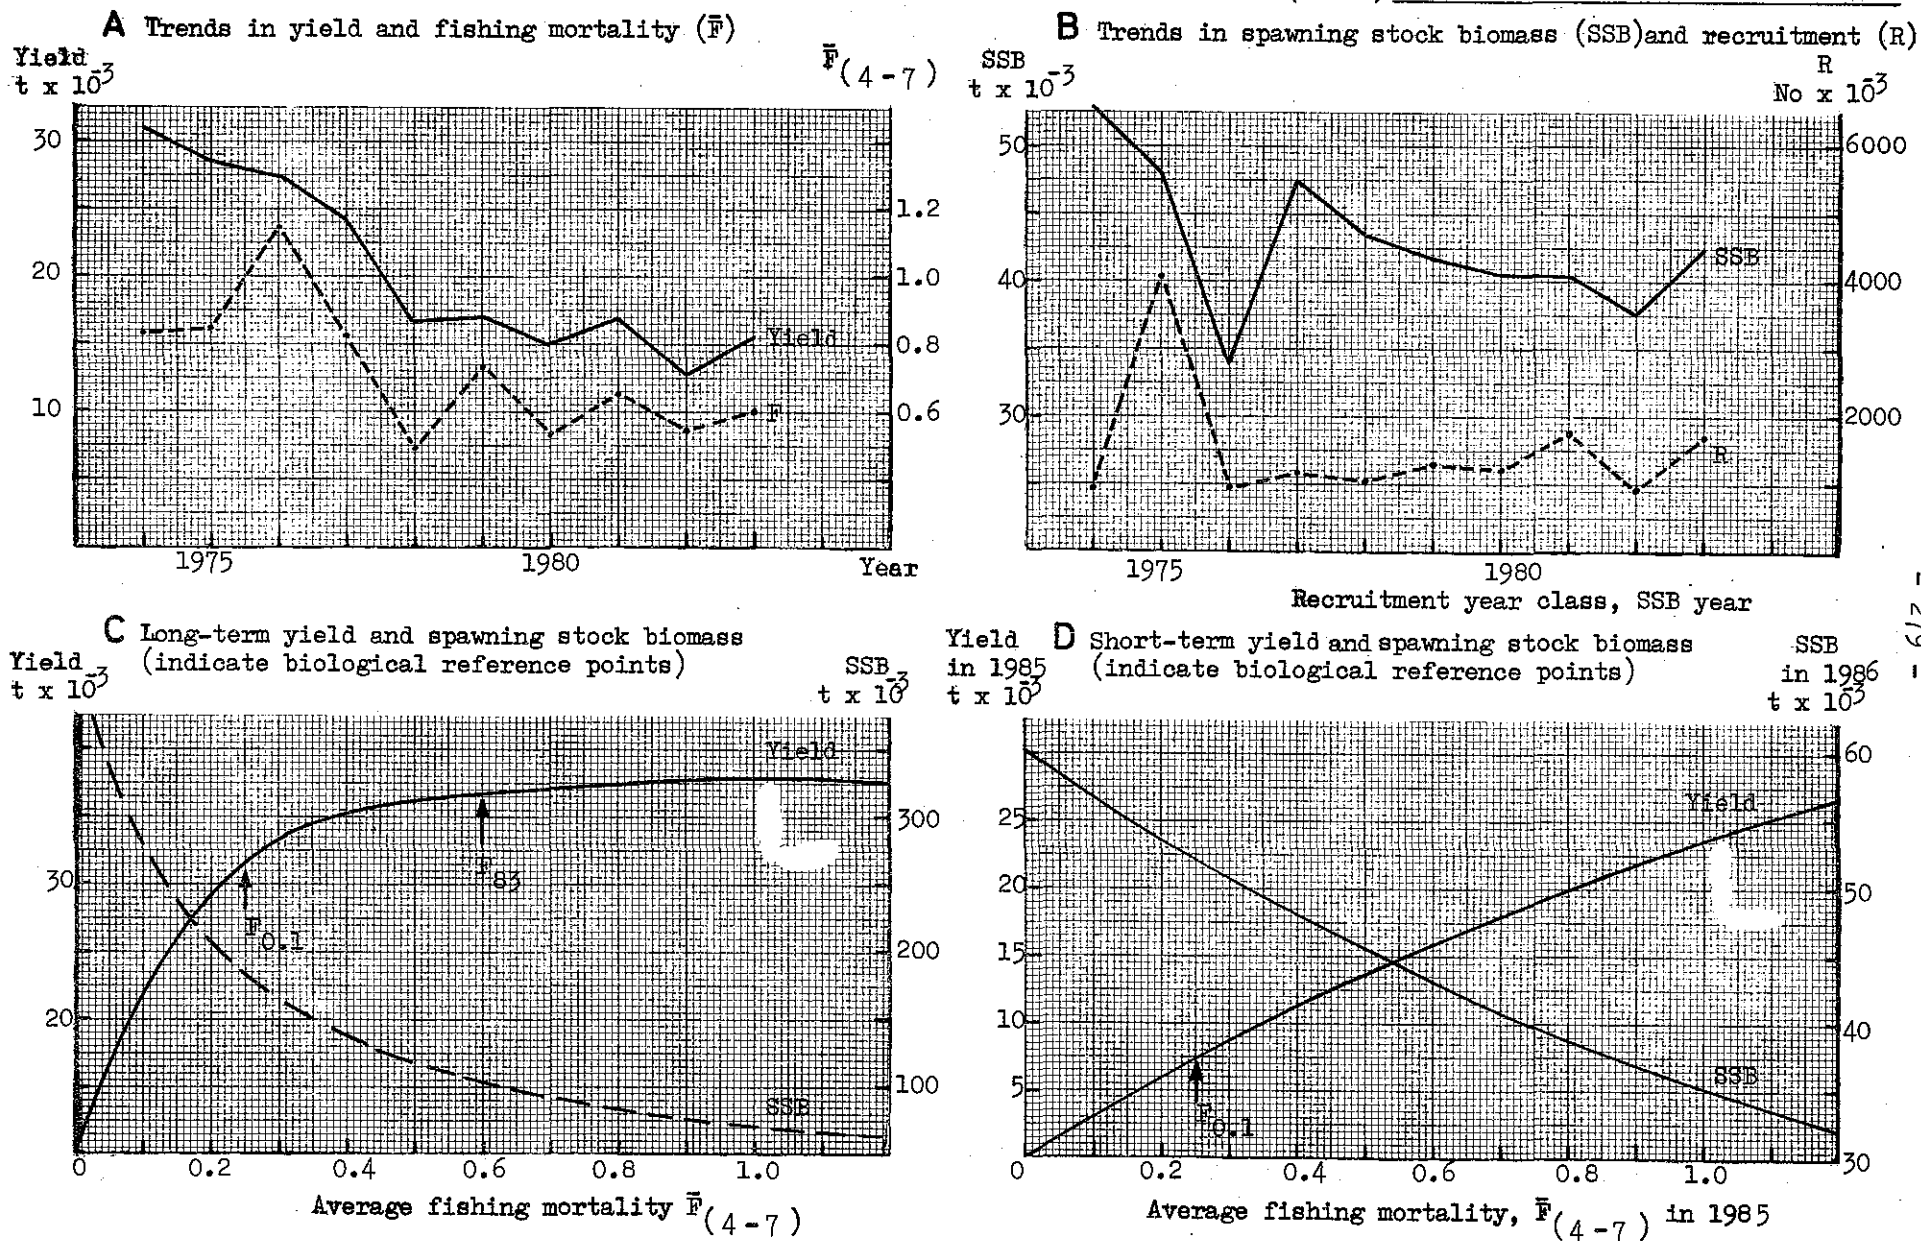 A Trends in yield and fishing mortality (F̄)
Yield
t x 10⁻³
F̄(4-7)
30
20
10
1.2
1.0
0.8
0.6
Yield
F
1975
1980
Year
B Trends in spawning stock biomass (SSB)and recruitment (R)
SSB
t x 10⁻³
R
No x 10⁻³
50
40
30
6000
4000
2000
SSB
R
1975
1980
Recruitment year class, SSB year
- 219 -
C Long-term yield and spawning stock biomass
(indicate biological reference points)
Yield
t x 10⁻³
SSB
t x 10⁻³
30
20
300
200
100
Yield
F83
F0.1
SSB
0
0.2
0.4
0.6
0.8
1.0
Average fishing mortality F̄(4-7)
D Short-term yield and spawning stock biomass
(indicate biological reference points)
Yield
in 1985
t x 10⁻³
SSB
in 1986
t x 10⁻³
25
20
15
10
5
60
50
40
30
Yield
SSB
F0.1
0
0.2
0.4
0.6
0.8
1.0
Average fishing mortality, F̄(4-7) in 1985